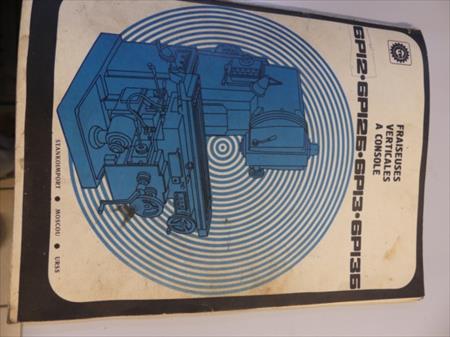 6P12•6P12Б•6P13•6P13Б
FRAISEUSES
VERTICALES
A CONSOLE
STANKOIMPORT ● MOSCOU ● URSS